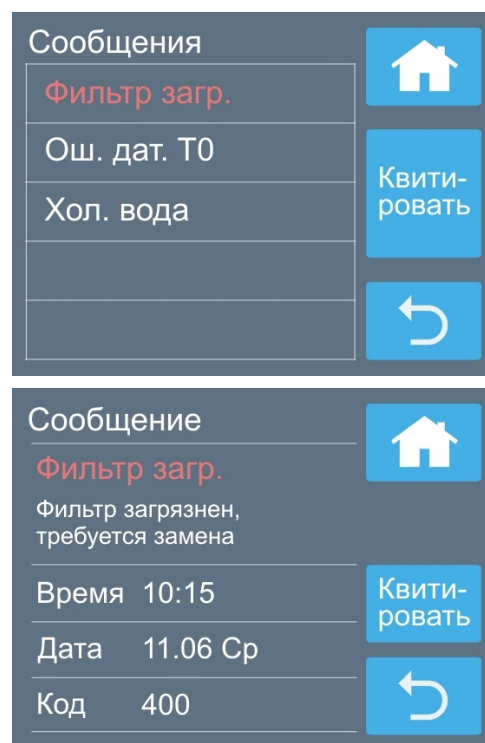 Сообщения
Фильтр загр.
Ош. дат. T0
Хол. вода
Квити-
ровать
Сообщение
Фильтр загр.
Фильтр загрязнен,
требуется замена
Время 10:15
Дата 11.06 Ср
Код 400
Квити-
ровать